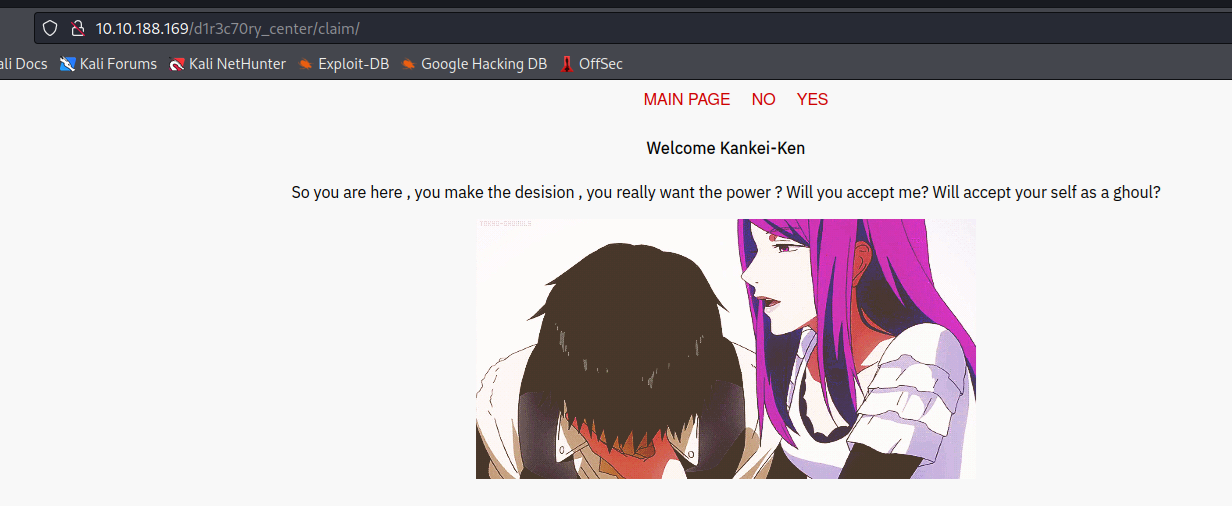 10.10.188.169/d1r3c70ry_center/claim/
ali Docs Kali Forums Kali NetHunter Exploit-DB Google Hacking DB OffSec
MAIN PAGE NO YES
Welcome Kankei-Ken
So you are here , you make the desision , you really want the power ? Will you accept me? Will accept your self as a ghoul?